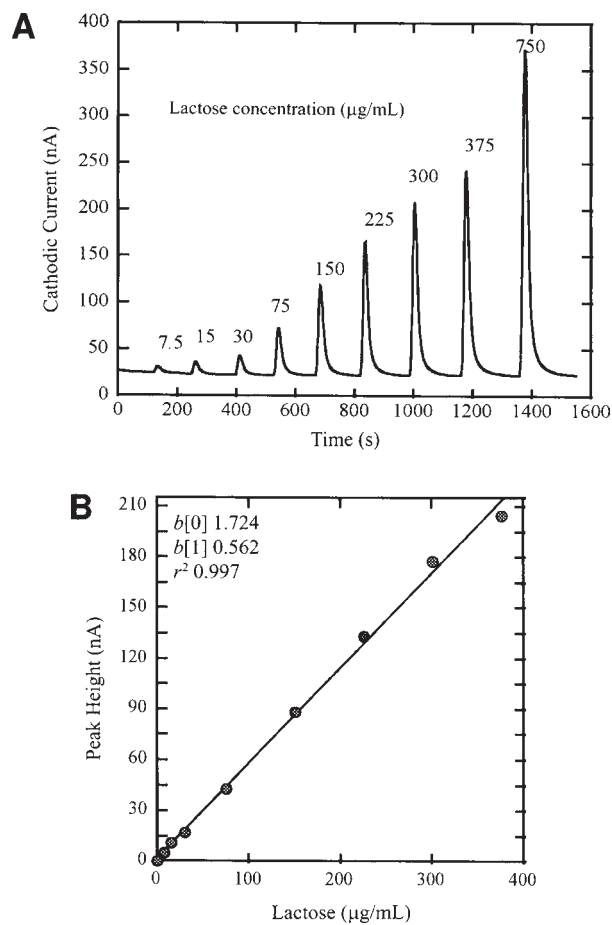 A
400
350
300
250
200
150
100
50
0
Cathodic Current (nA)
Lactose concentration (μg/mL)
7.5
15
30
75
150
225
300
375
750
0 200 400 600 800 1000 1200 1400 1600
Time (s)
B
210
180
150
120
90
60
30
0
Peak Height (nA)
b[0] 1.724
b[1] 0.562
r² 0.997
0 100 200 300 400
Lactose (μg/mL)